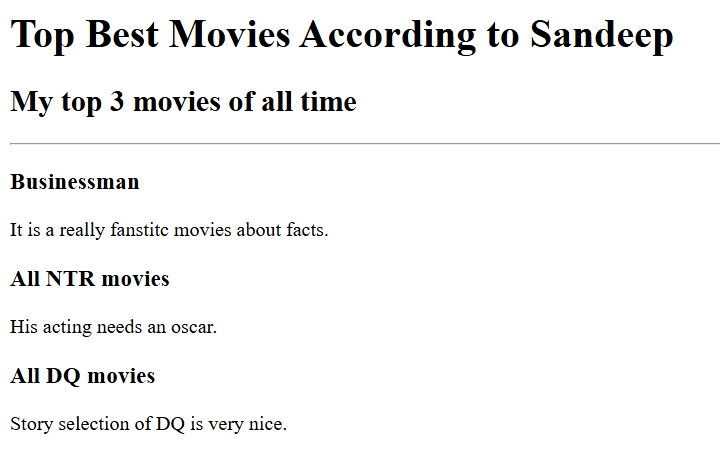 Top Best Movies According to Sandeep
My top 3 movies of all time
Businessman
It is a really fanstitc movies about facts.
All NTR movies
His acting needs an oscar.
All DQ movies
Story selection of DQ is very nice.